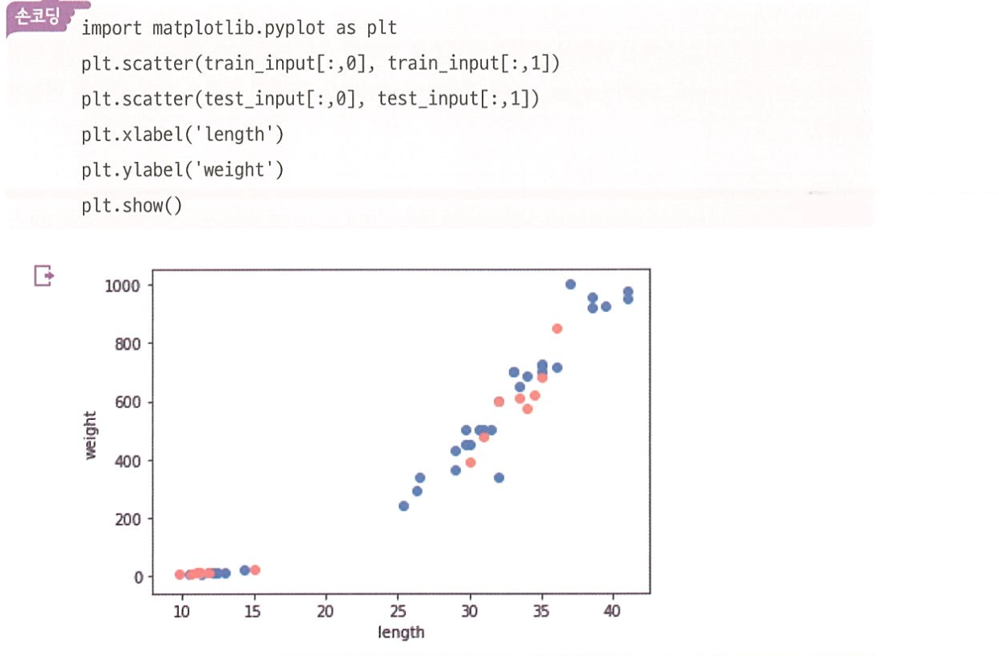 손코딩
import matplotlib.pyplot as plt
plt.scatter(train_input[:,0], train_input[:,1])
plt.scatter(test_input[:,0], test_input[:,1])
plt.xlabel('length')
plt.ylabel('weight')
plt.show()
1000
800
600
400
200
0
weight
10 15 20 25 30 35 40
length